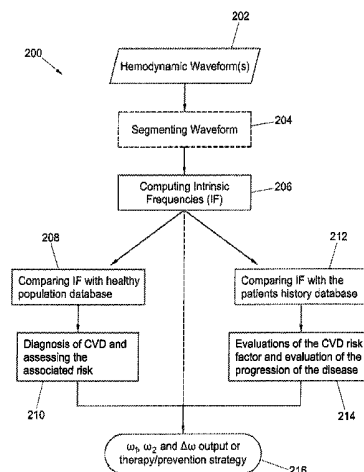 202
200
Hemodynamic Waveform(s)
Segmenting Waveform
204
Computing Intrinsic
Frequencies (IF)
206
208
212
Comparing IF with healthy
population database
Comparing IF with the
patients history database
Diagnosis of CVD and
assessing
the
associated risk
Evaluations of the CVD risk
factor and evaluation of the
progression of the disease
210
214
ω₁, ω₂ and Δω output or
therapy/prevention strategy
216